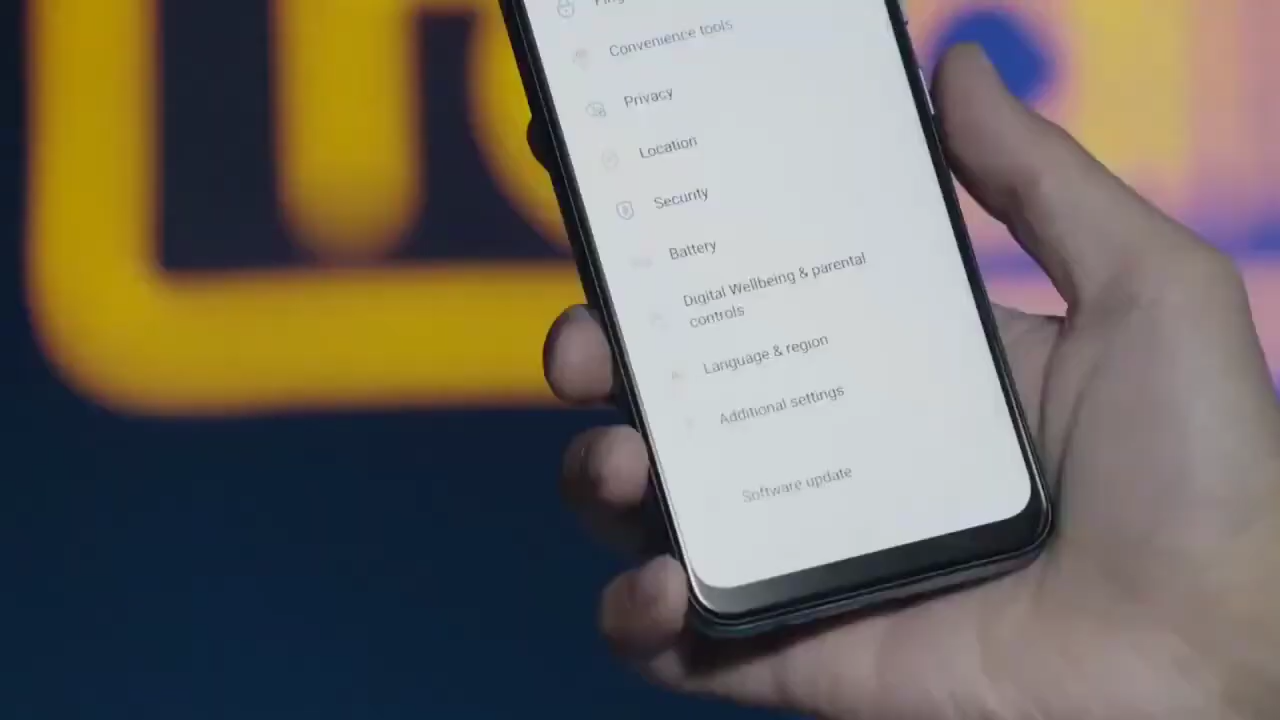 Convenience tools
Privacy
Location
Security
Battery
Digital Wellbeing & parental
controls
Language & region
Additional settings
Software update